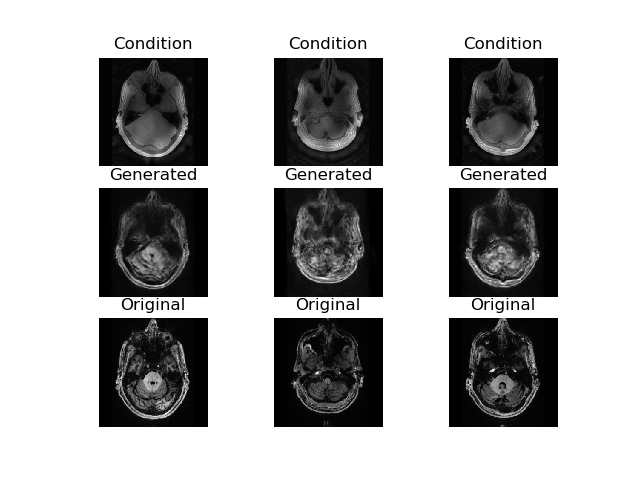 Condition Condition Condition
Generated Generated Generated
Original Original Original